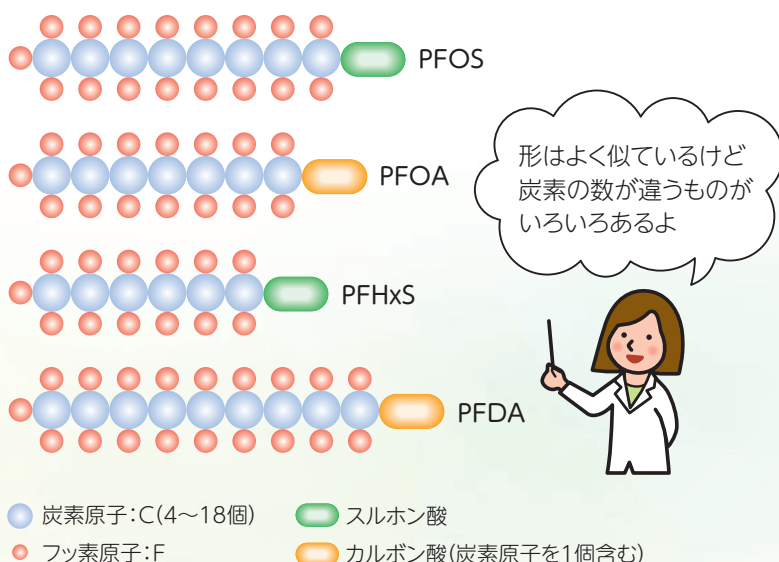 PFOS
PFOA
形はよく似ているけど
炭素の数が違うものが
いろいろあるよ
PFHxS
PFDA
炭素原子:C(4〜18個)
スルホン酸
フッ素原子:F
カルボン酸(炭素原子を1個含む)